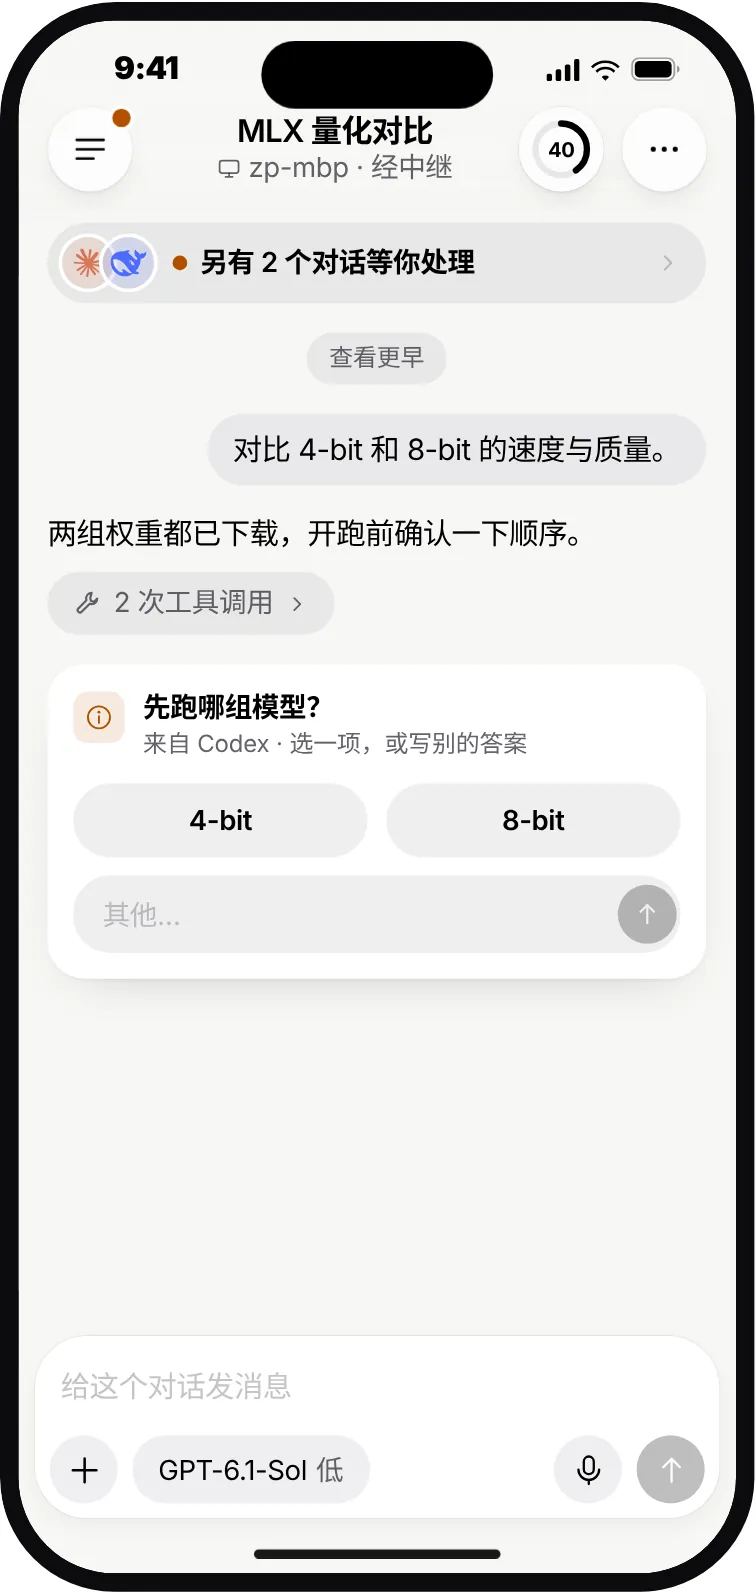 9:41
MLX 量化对比
zp-mbp · 经中继
40
另有 2 个对话等你处理
查看更早
对比 4-bit 和 8-bit 的速度与质量。
两组权重都已下载，开跑前确认一下顺序。
2 次工具调用
先跑哪组模型？
来自 Codex · 选一项，或写别的答案
4-bit
8-bit
其他...
给这个对话发消息
GPT-6.1-Sol 低